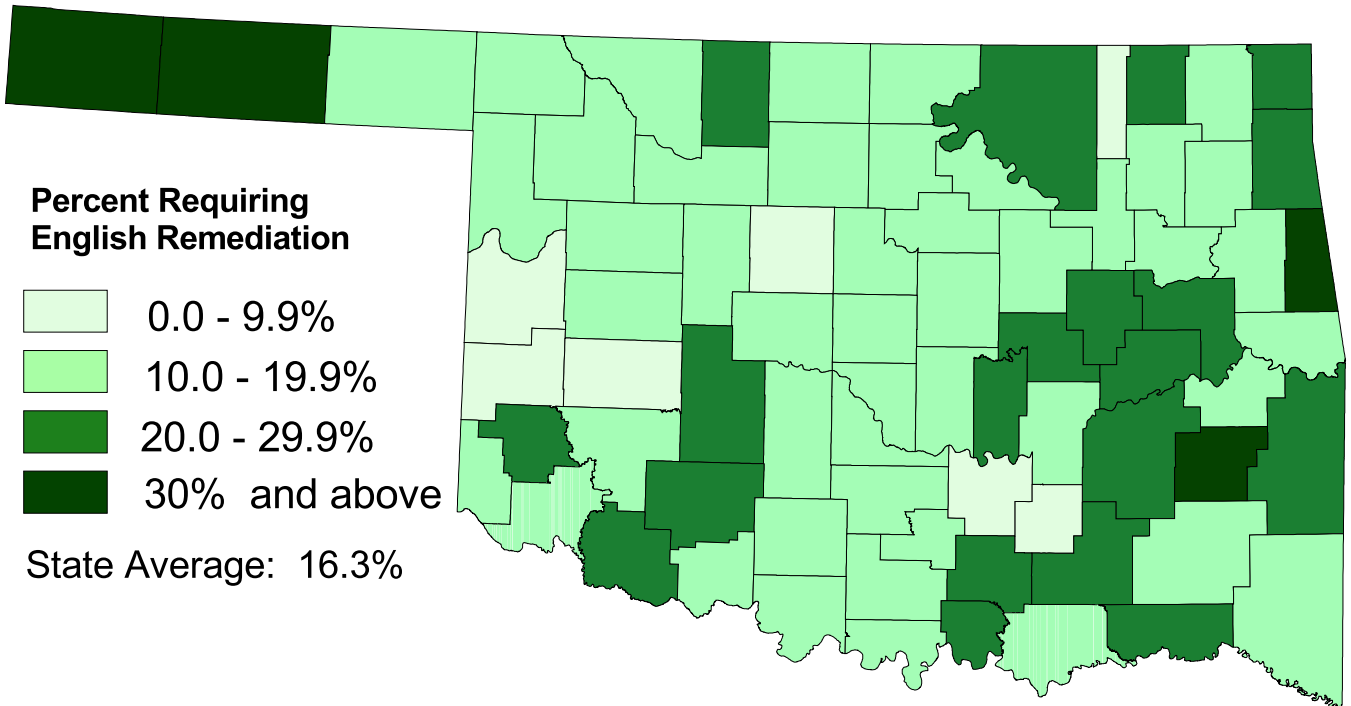 Percent Requiring
English Remediation
0.0 - 9.9%
10.0 - 19.9%
20.0 - 29.9%
30% and above
State Average: 16.3%